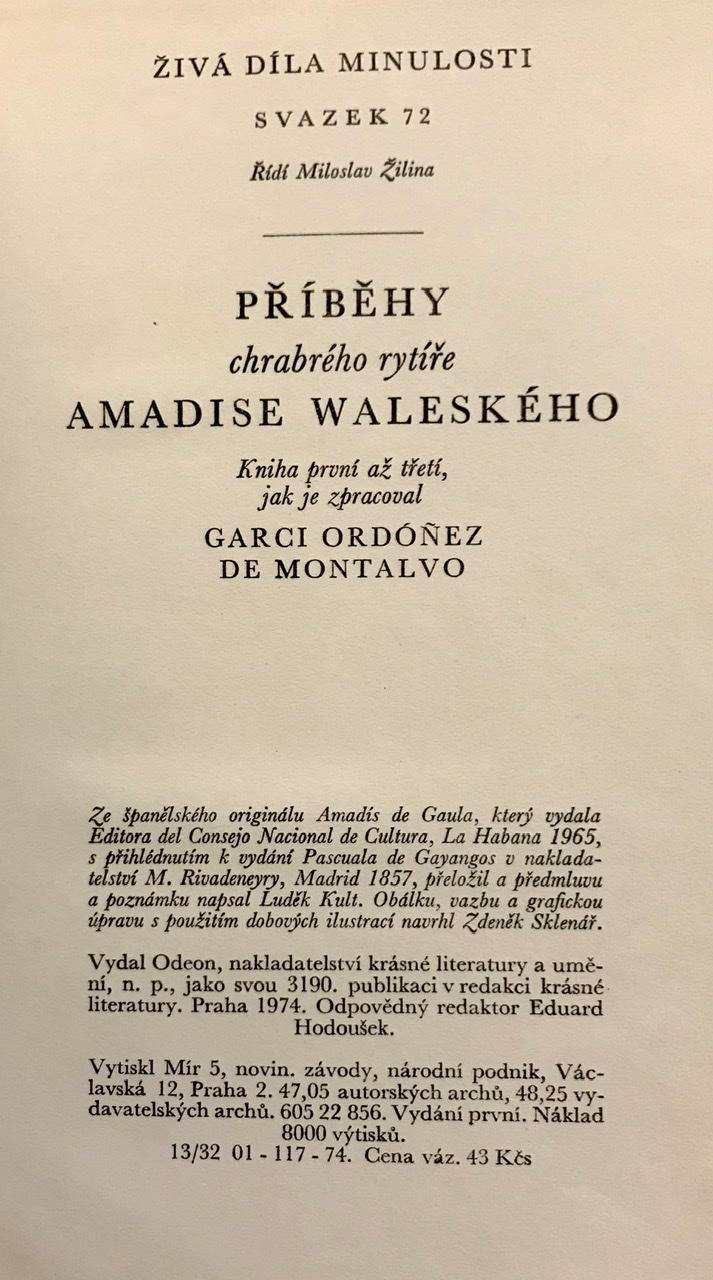 ŽIVÁ DÍLA MINULOSTI
SVAZEK 72
Řídí Miloslav Žilina
PŘÍBĚHY
chrabrého rytíře
AMADISE WALESKÉHO
Kniha první až třetí,
jak je zpracoval
GARCI ORDÓÑEZ
DE MONTALVO
Ze španělského originálu Amadís de Gaula, který vydala
Editora del Consejo Nacional de Cultura, La Habana 1965,
s přihlédnutím k vydání Pascuala de Gayangos v naklada-
telství M. Rivadeneyry, Madrid 1857, přeložil a předmluvu
a poznámku napsal Luděk Kult. Obálku, vazbu a grafickou
úpravu s použitím dobových ilustrací navrhl Zdeněk Sklenář.
Vydal Odeon, nakladatelství krásné literatury a umě-
ní, n. p., jako svou 3190. publikaci v redakci krásné
literatury. Praha 1974. Odpovědný redaktor Eduard
Hodoušek.
Vytiskl Mír 5, novin. závody, národní podnik, Vác-
lavská 12, Praha 2. 47,05 autorských archů, 48,25 vy-
davatelských archů. 605 22 856. Vydání první. Náklad
8000 výtisků.
13/32 01 - 117 - 74. Cena váz. 43 Kčs